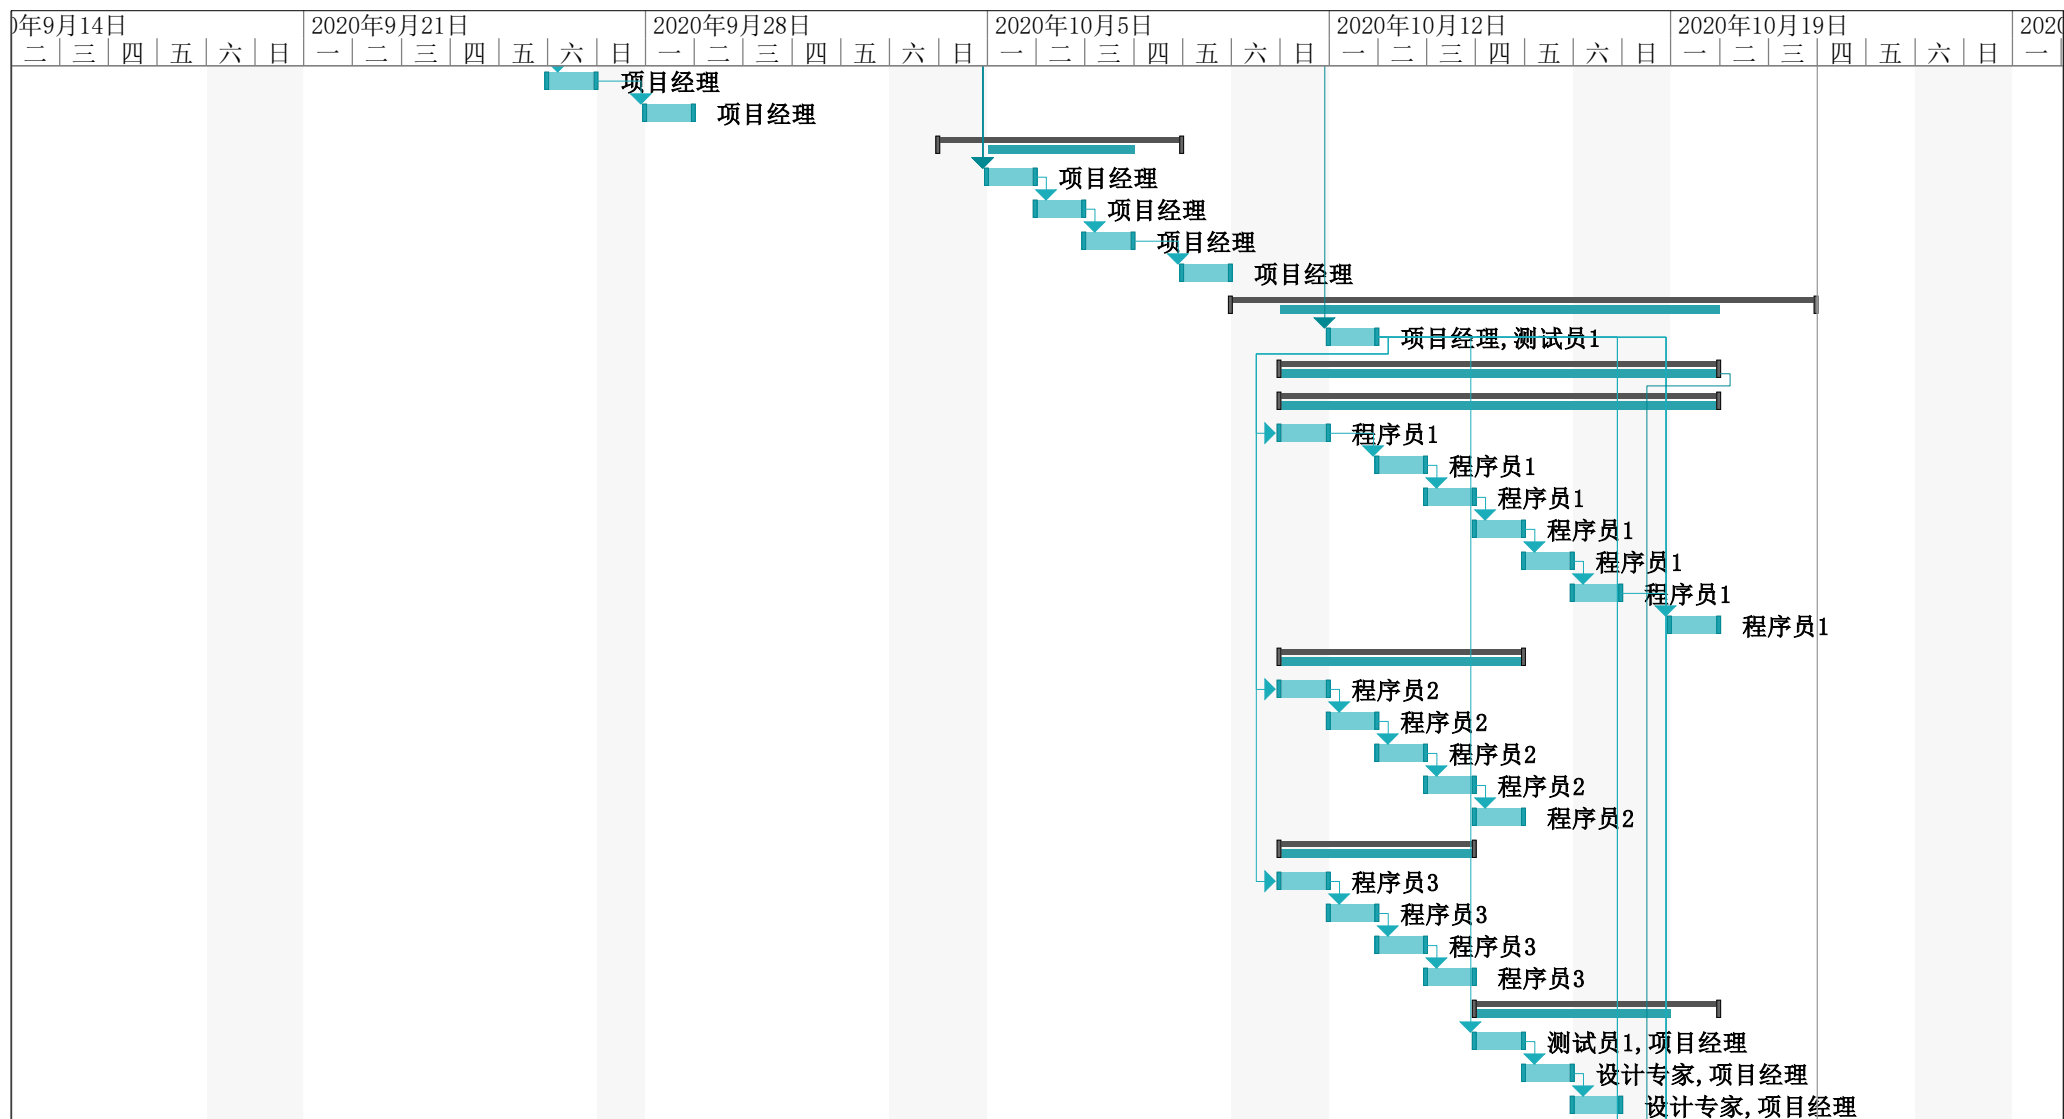 0年9月14日 2020年9月21日 2020年9月28日 2020年10月5日 2020年10月12日 2020年10月19日 2020
二 三 四 五 六 日 一 二 三 四 五 六 日 一 二 三 四 五 六 日 一 二 三 四 五 六 日 一 二 三 四 五 六 日 一 二 三 四 五 六 日 一
项目经理
项目经理
项目经理
项目经理
项目经理
项目经理
项目经理,测试员1
程序员1
程序员1
程序员1
程序员1
程序员1
程序员1
程序员1
程序员2
程序员2
程序员2
程序员2
程序员2
程序员3
程序员3
程序员3
程序员3
测试员1,项目经理
设计专家,项目经理
设计专家,项目经理